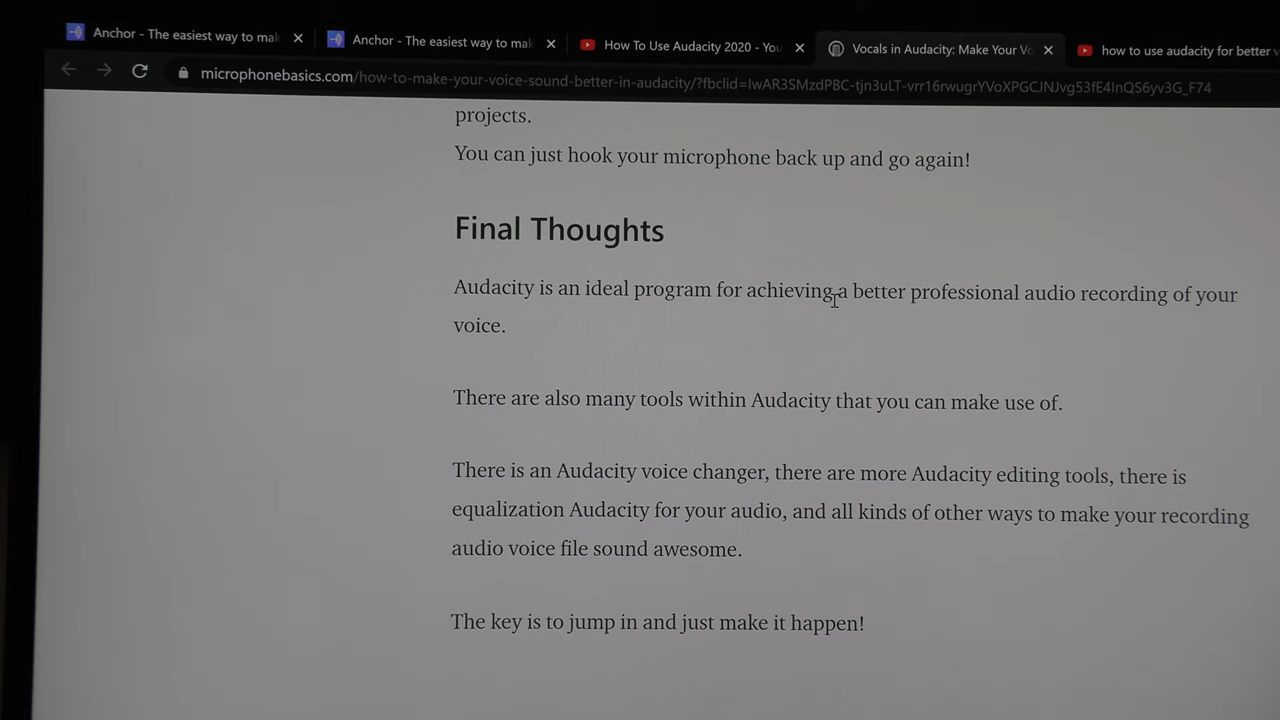 Anchor - The easiest way to mak
Anchor - The easiest way to mak
How To Use Audacity 2020 - You
Vocals in Audacity: Make Your Vo
how to use audacity for better v
microphonebasics.com/how-to-make-your-voice-sound-better-in-audacity/?fbclid=IwAR3SMzdPBC-tjn3uLT-vrr16rwugrYVoXPGCJNJvg53fE4InQS6yv3G_F74
projects.
You can just hook your microphone back up and go again!
Final Thoughts
Audacity is an ideal program for achieving a better professional audio recording of your
voice.
There are also many tools within Audacity that you can make use of.
There is an Audacity voice changer, there are more Audacity editing tools, there is
equalization Audacity for your audio, and all kinds of other ways to make your recording
audio voice file sound awesome.
The key is to jump in and just make it happen!